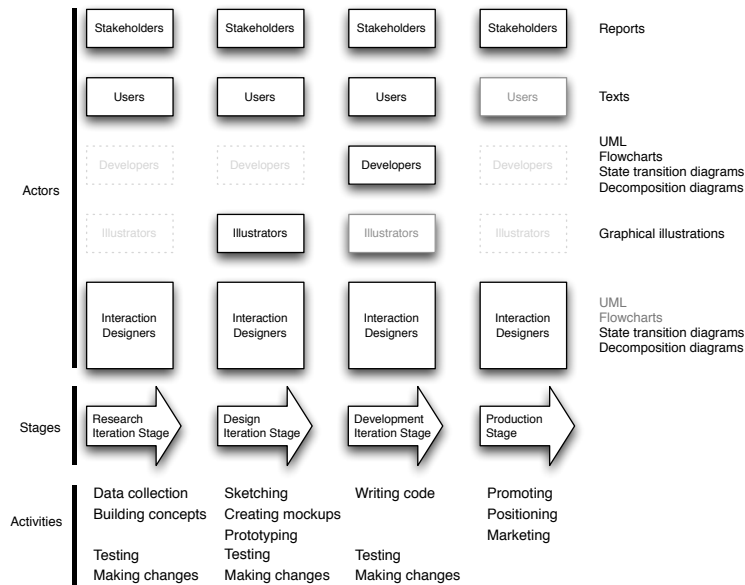 Stakeholders Stakeholders Stakeholders Stakeholders Reports
Users Users Users Users Texts
UML
Flowcharts
Developers Developers Developers Developers State transition diagrams
Decomposition diagrams
Actors
Illustrators Illustrators Illustrators Illustrators Graphical illustrations
UML
Interaction Interaction Interaction Interaction Flowcharts
Designers Designers Designers Designers State transition diagrams
Decomposition diagrams
Research Design Development Production
Stages
Iteration Stage Iteration Stage Iteration Stage Stage
Data collection Sketching Writing code Promoting
Building concepts Creating mockups Positioning
Activities
Prototyping Marketing
Testing Testing Testing
Making changes Making changes Making changes